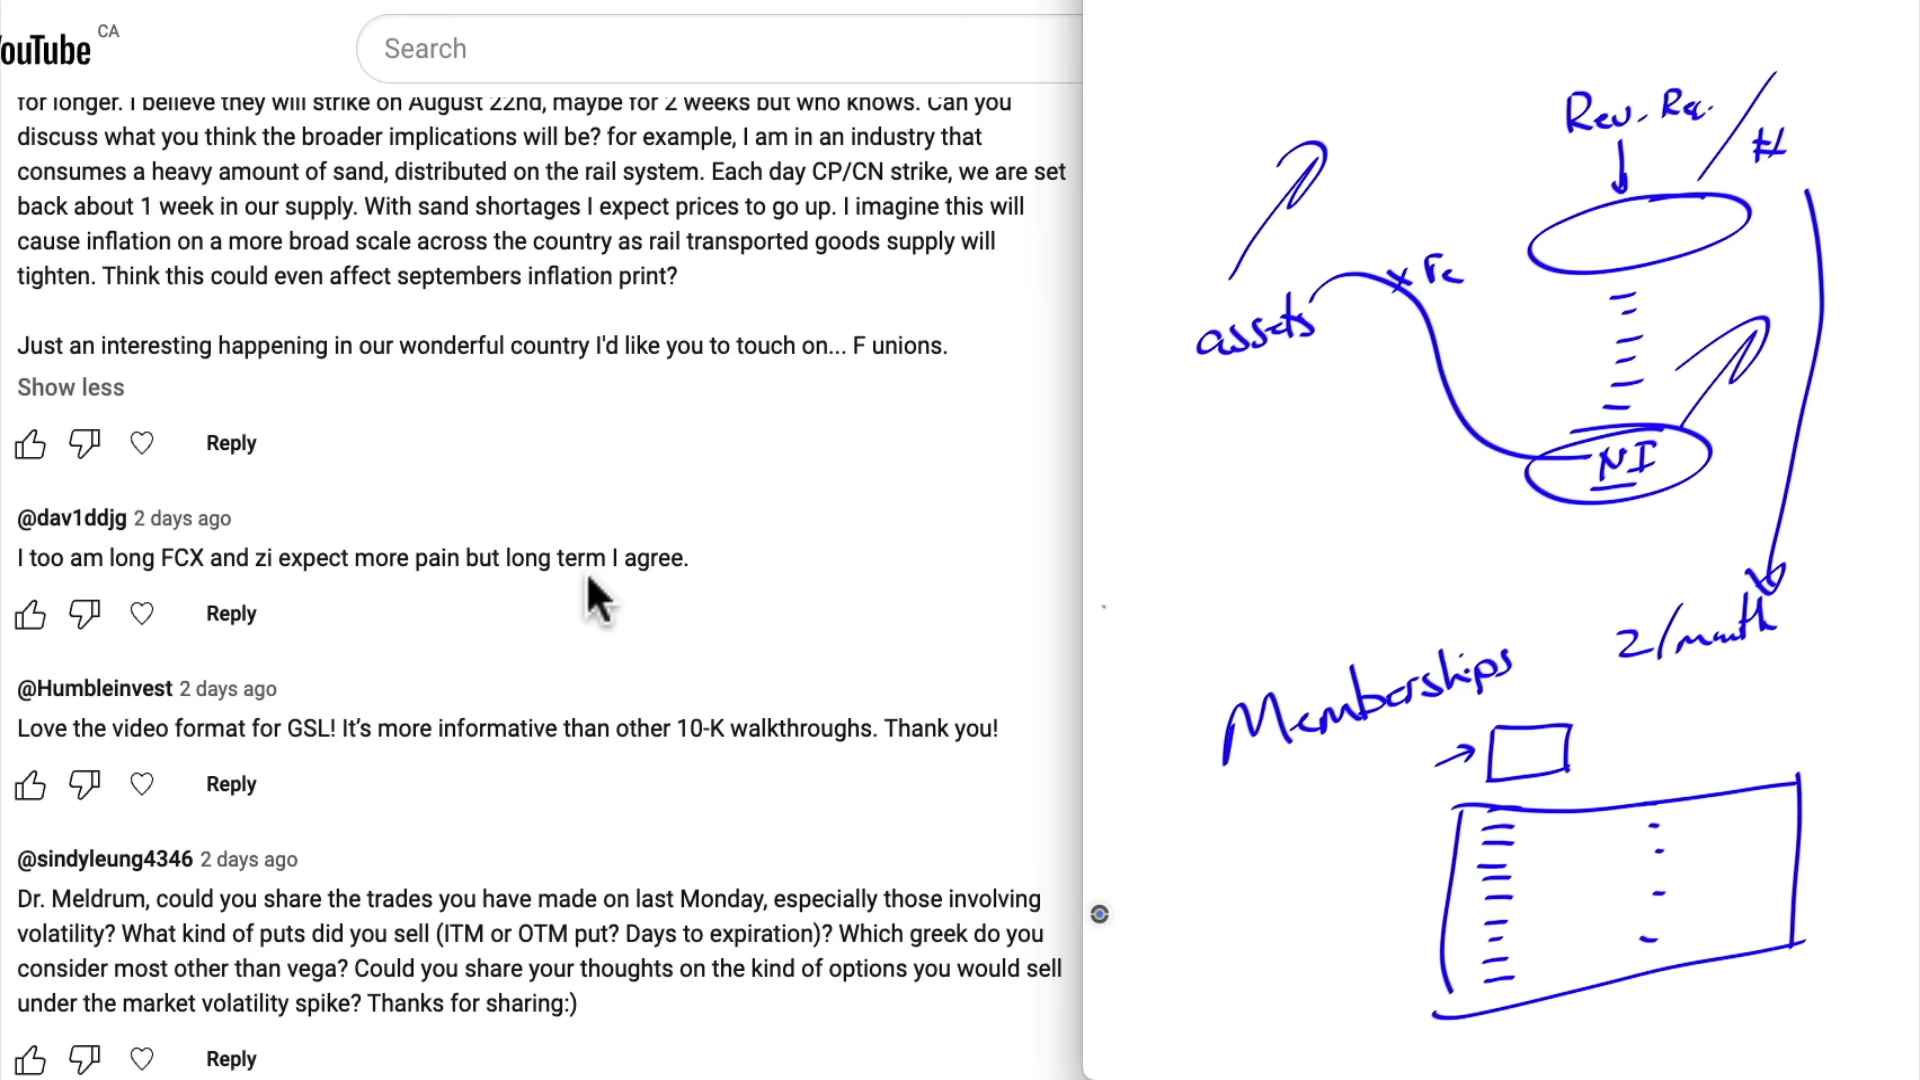 YouTube CA
Search
for longer. I believe they will strike on August 22nd, maybe for 2 weeks but who knows. Can you
discuss what you think the broader implications will be? for example, I am in an industry that
consumes a heavy amount of sand, distributed on the rail system. Each day CP/CN strike, we are set
back about 1 week in our supply. With sand shortages I expect prices to go up. I imagine this will
cause inflation on a more broad scale across the country as rail transported goods supply will
tighten. Think this could even affect septembers inflation print?
Just an interesting happening in our wonderful country I'd like you to touch on... F unions.
Show less
Reply
@dav1ddjg 2 days ago
I too am long FCX and zi expect more pain but long term I agree.
Reply
@Humbleinvest 2 days ago
Love the video format for GSL! It's more informative than other 10-K walkthroughs. Thank you!
Reply
@sindyleung4346 2 days ago
Dr. Meldrum, could you share the trades you have made on last Monday, especially those involving
volatility? What kind of puts did you sell (ITM or OTM put? Days to expiration)? Which greek do you
consider most other than vega? Could you share your thoughts on the kind of options you would sell
under the market volatility spike? Thanks for sharing:)
Reply
Rev. Rec. / #
assets
NI
2/month
Memberships